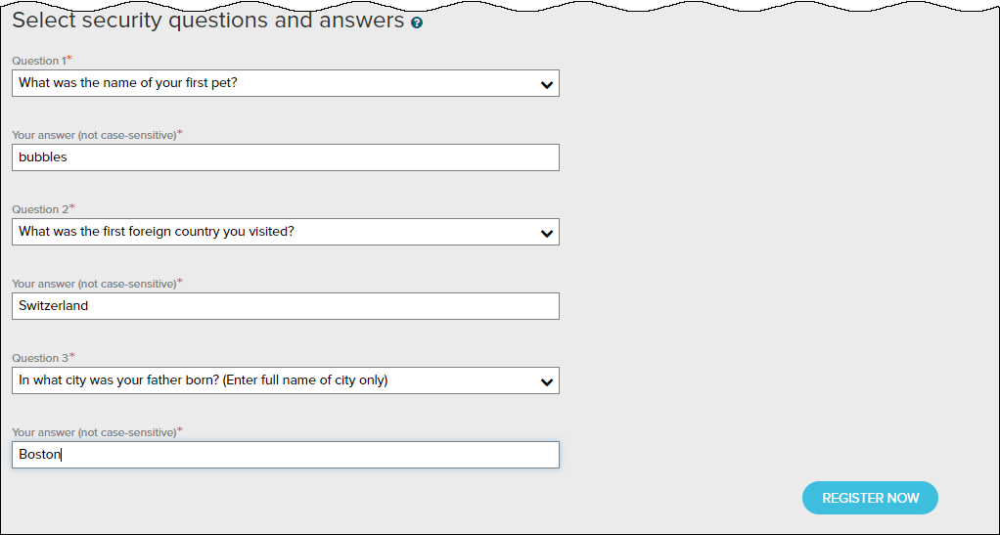 Select security questions and answers ?
Question 1*
What was the name of your first pet?
Your answer (not case-sensitive)*
bubbles
Question 2*
What was the first foreign country you visited?
Your answer (not case-sensitive)*
Switzerland
Question 3*
In what city was your father born? (Enter full name of city only)
Your answer (not case-sensitive)*
Boston
REGISTER NOW